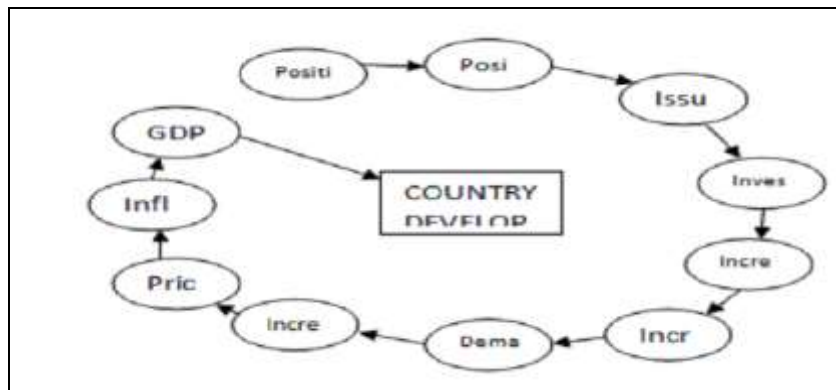 Positi
Posi
Issu
Inves
Incre
Incr
Dema
Incre
Pric
Infl
GDP
COUNTRY
DEVELOP